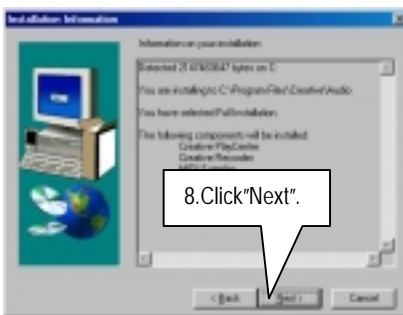 Installation Information
Information on your installation
Detected 2147483647 bytes on C:
You are installing to C:\Program Files\Creative\Audio
You have selected Full Installation.
The following components will be installed:
Creative PlayCenter
Creative Recorder
8.Click"Next".
< Back
Next >
Cancel